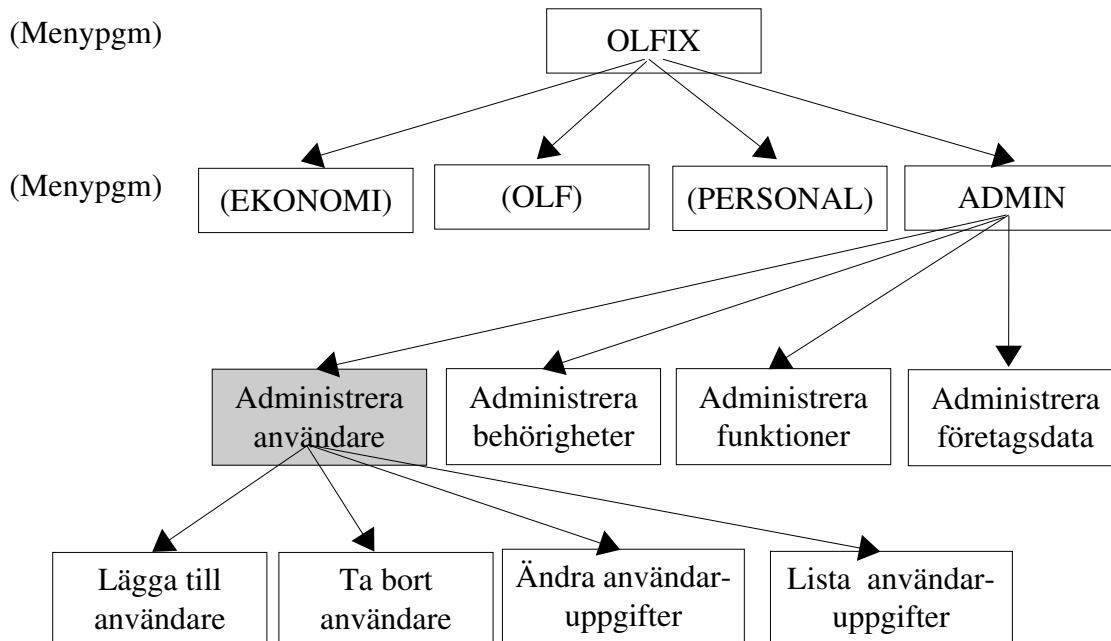 (Menypgm)
OLFIX
(Menypgm)
(EKONOMI)
(OLF)
(PERSONAL)
ADMIN
Administrera
användare
Administrera
behörigheter
Administrera
funktioner
Administrera
företagsdata
Lägga till
användare
Ta bort
användare
Ändra användar-
uppgifter
Lista användar-
uppgifter